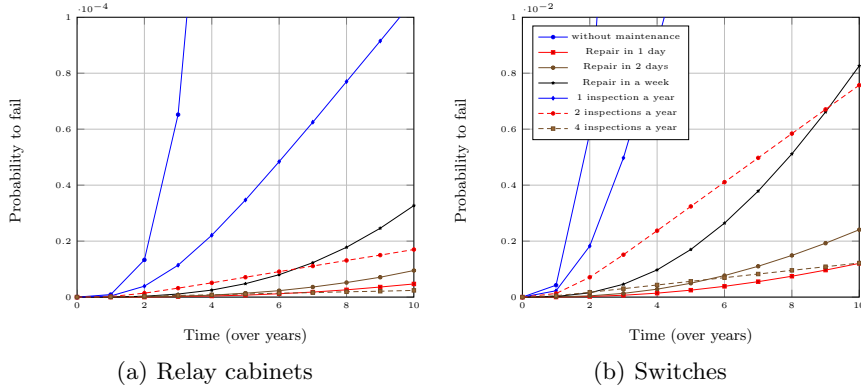 ·10⁻⁴
1
0.8
0.6
0.4
0.2
0
0 2 4 6 8 10
Probability to fail
Time (over years)
(a) Relay cabinets
·10⁻²
1
0.8
0.6
0.4
0.2
0
0 2 4 6 8 10
Probability to fail
Time (over years)
without maintenance
Repair in 1 day
Repair in 2 days
Repair in a week
1 inspection a year
2 inspections a year
4 inspections a year
(b) Switches